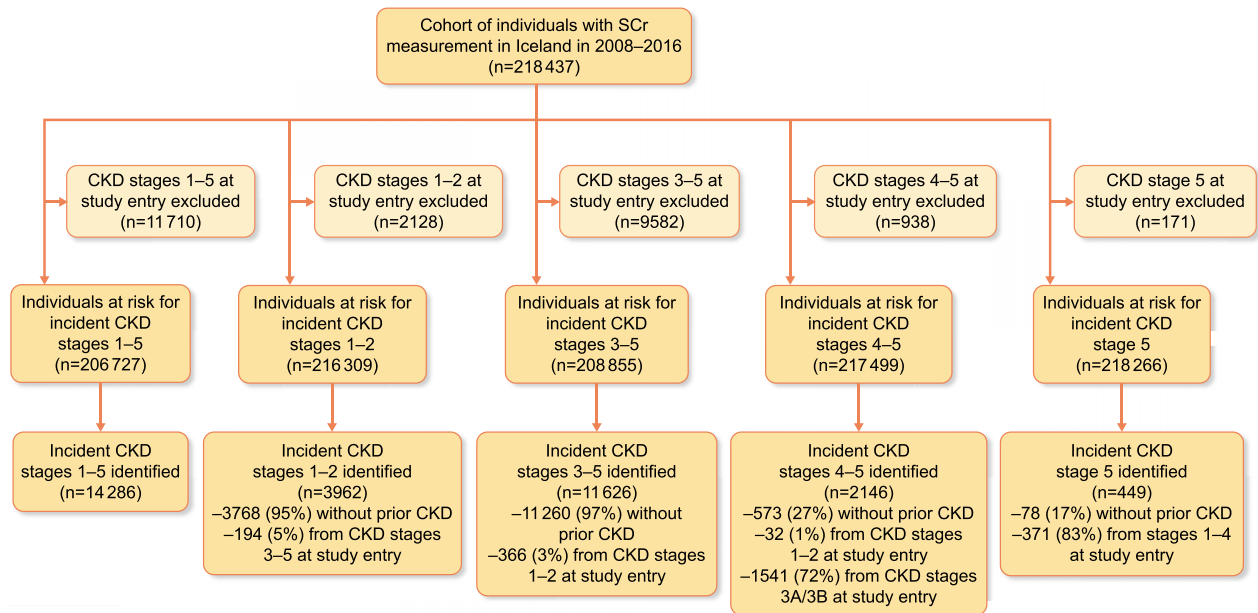 Cohort of individuals with SCr
measurement in Iceland in 2008–2016
(n=218 437)
CKD stages 1–5 at
study entry excluded
(n=11 710)
CKD stages 1–2 at
study entry excluded
(n=2128)
CKD stages 3–5 at
study entry excluded
(n=9582)
CKD stages 4–5 at
study entry excluded
(n=938)
CKD stage 5 at
study entry excluded
(n=171)
Individuals at risk for
incident CKD
stages 1–5
(n=206 727)
Individuals at risk for
incident CKD
stages 1–2
(n=216 309)
Individuals at risk for
incident CKD
stages 3–5
(n=208 855)
Individuals at risk for
incident CKD
stages 4–5
(n=217 499)
Individuals at risk for
incident CKD
stage 5
(n=218 266)
Incident CKD
stages 1–5 identified
(n=14 286)
Incident CKD
stages 1–2 identified
(n=3962)
–3768 (95%) without prior CKD
–194 (5%) from CKD stages
3–5 at study entry
Incident CKD
stages 3–5 identified
(n=11 626)
–11 260 (97%) without
prior CKD
–366 (3%) from CKD stages
1–2 at study entry
Incident CKD
stages 4–5 identified
(n=2146)
–573 (27%) without prior CKD
–32 (1%) from CKD stages
1–2 at study entry
–1541 (72%) from CKD stages
3A/3B at study entry
Incident CKD
stage 5 identified
(n=449)
–78 (17%) without prior CKD
–371 (83%) from stages 1–4
at study entry